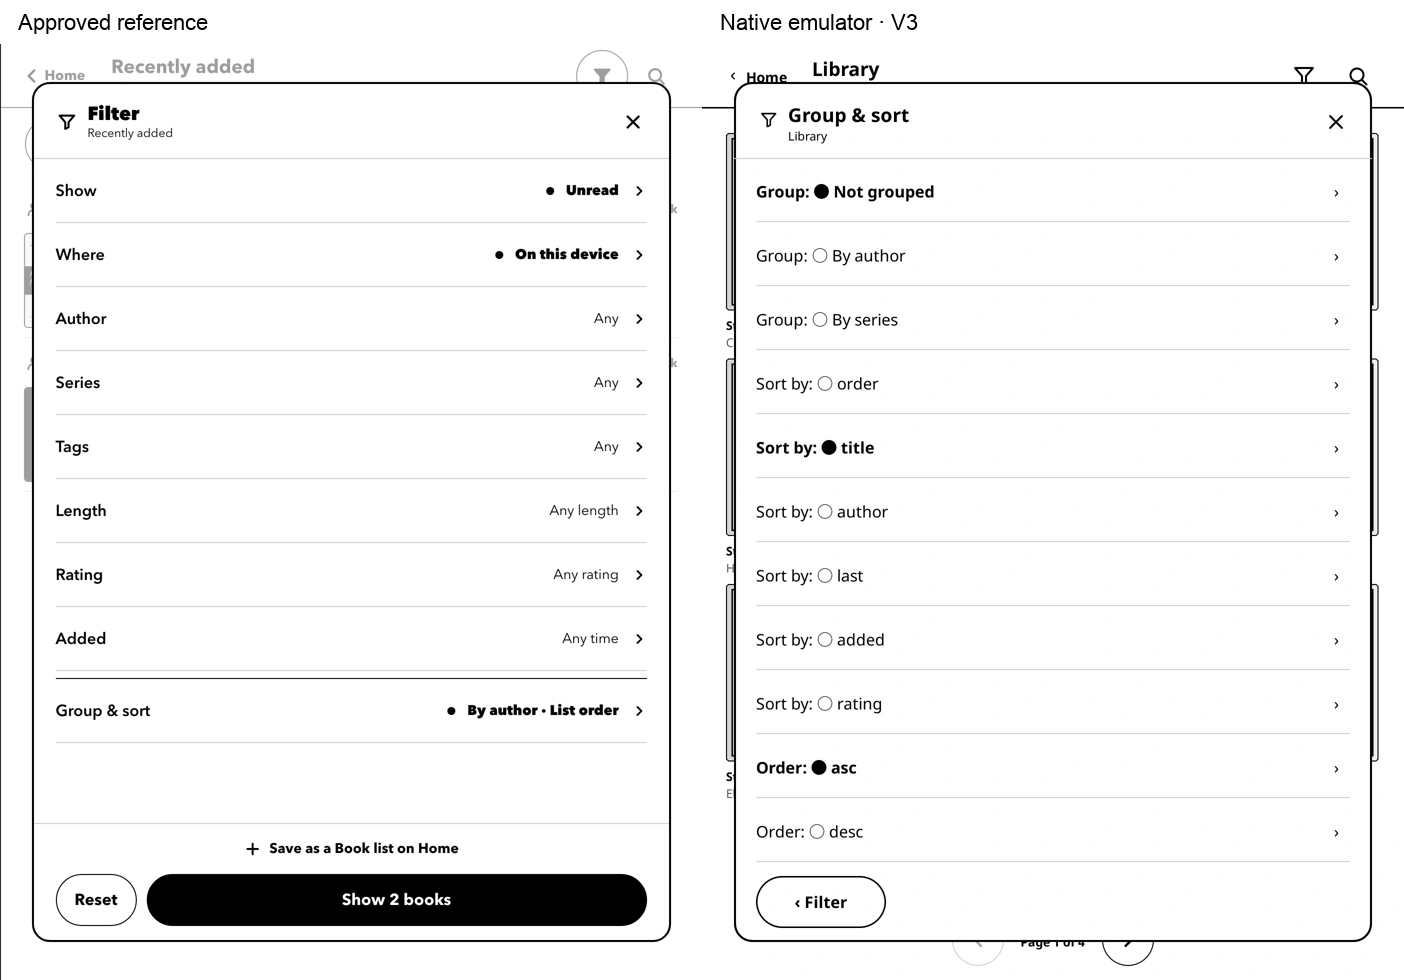 Approved reference
Home
Recently added
Filter
Recently added
Show
Unread
Where
On this device
Author
Any
Series
Any
Tags
Any
Length
Any length
Rating
Any rating
Added
Any time
Group & sort
By author · List order
+ Save as a Book list on Home
Reset
Show 2 books
Native emulator · V3
‹ Home
Library
Group & sort
Library
Group: ● Not grouped ›
Group: ○ By author ›
Group: ○ By series ›
Sort by: ○ order ›
Sort by: ● title ›
Sort by: ○ author ›
Sort by: ○ last ›
Sort by: ○ added ›
Sort by: ○ rating ›
Order: ● asc ›
Order: ○ desc ›
‹ Filter
Page 1 of 4